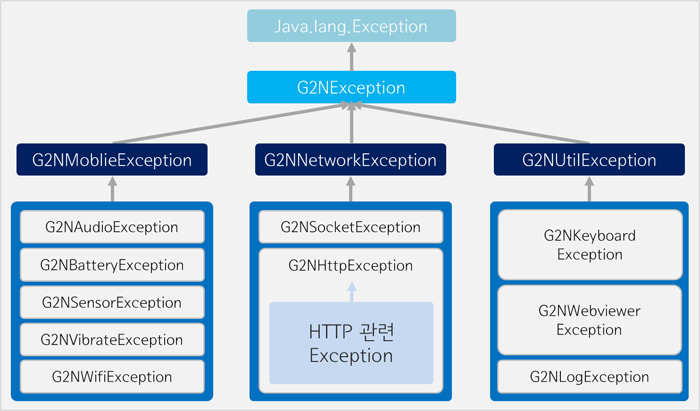 Java.lang.Exception
G2NException
G2NMoblieException
G2NNetworkException
G2NUtilException
G2NAudioException
G2NBatteryException
G2NSensorException
G2NVibrateException
G2NWifiException
G2NSocketException
G2NHttpException
HTTP 관련
Exception
G2NKeyboard
Exception
G2NWebviewer
Exception
G2NLogException